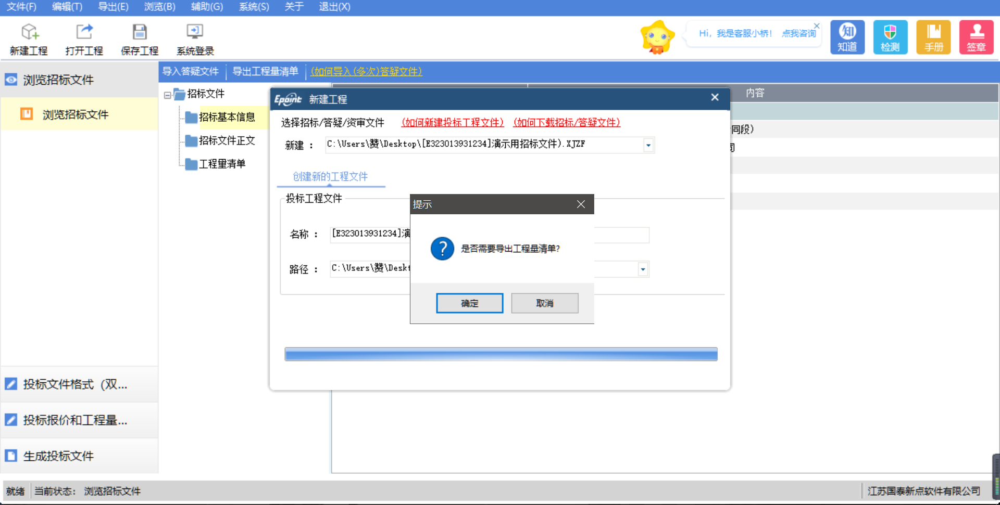 文件(F) 编辑(T) 导出(E) 浏览(B) 辅助(G) 系统(S) 关于 退出(X)
新建工程 打开工程 保存工程 系统登录
Hi，我是客服小桥！ 点我咨询
知 知道 检测 手册 签章
浏览招标文件
浏览招标文件
导入答疑文件 导出工程量清单 (如何导入(多次)答疑文件)
招标文件
招标基本信息
招标文件正文
工程量清单
内容
同段）
司
Epoint 新建工程
选择招标/答疑/资审文件 (如何新建投标工程文件) (如何下载招标/答疑文件)
新建 ： C:\Users\赞\Desktop\[E323013931234]演示用招标文件).XJZF
创建新的工程文件
投标工程文件
名称 ： [E323013931234]演
路径 ： C:\Users\赞\Deskt
提示
是否需要导出工程量清单?
确定 取消
投标文件格式（双...
投标报价和工程量...
生成投标文件
就绪 当前状态： 浏览招标文件
江苏国泰新点软件有限公司